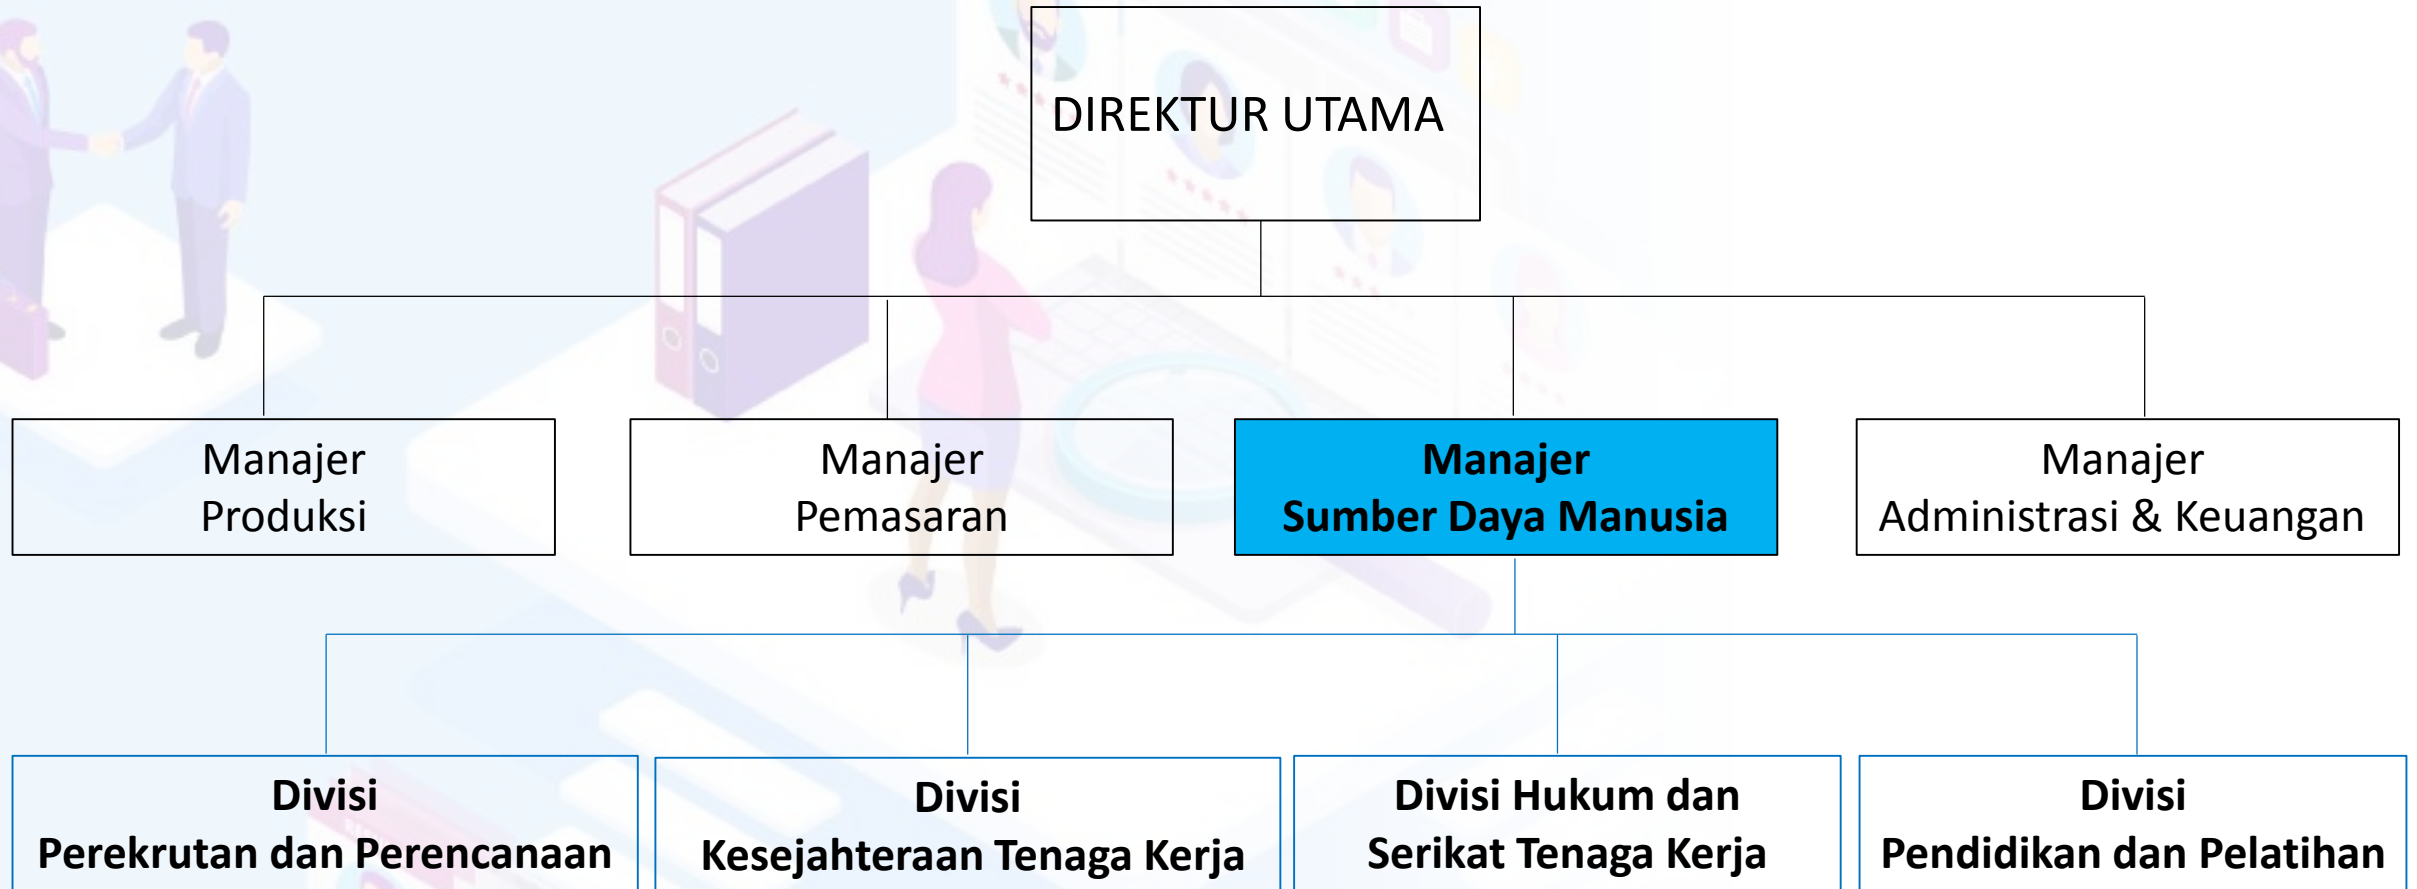 DIREKTUR UTAMA
Manajer
Produksi
Manajer
Pemasaran
Manajer
Sumber Daya Manusia
Manajer
Administrasi & Keuangan
Divisi
Perekrutan dan Perencanaan
Divisi
Kesejahteraan Tenaga Kerja
Divisi Hukum dan
Serikat Tenaga Kerja
Divisi
Pendidikan dan Pelatihan